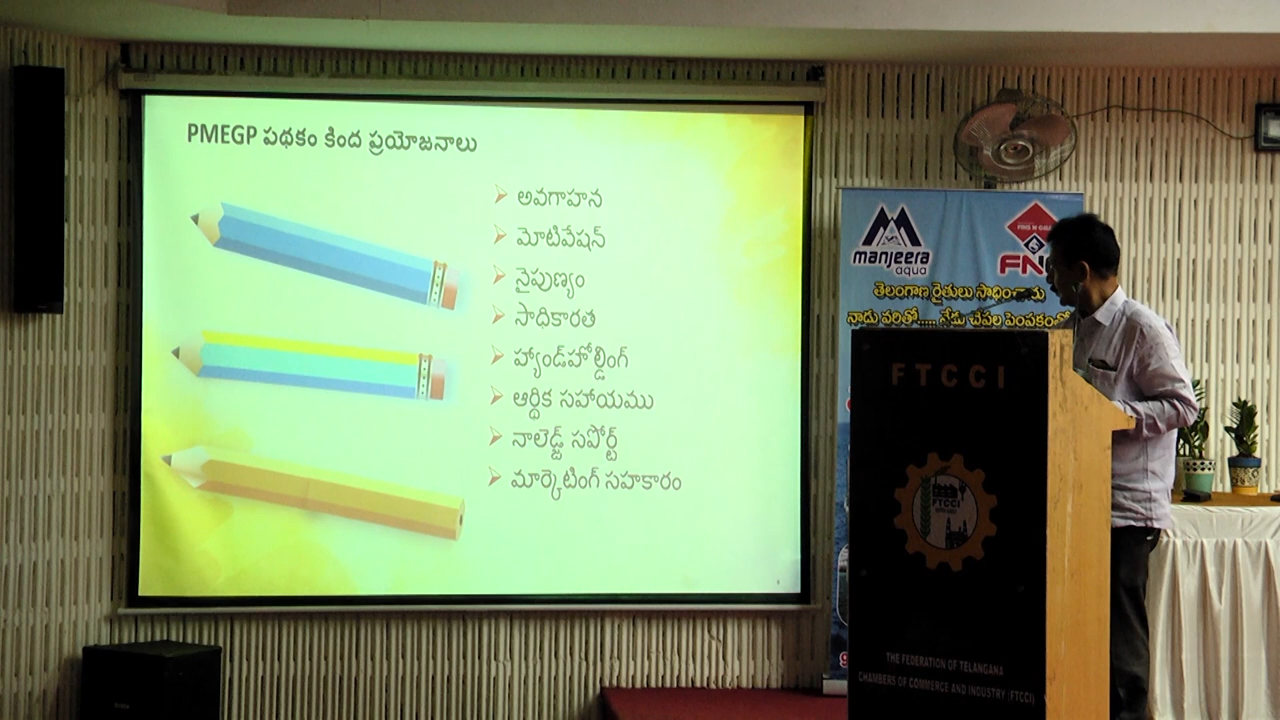 PMEGP పథకం కింద ప్రయోజనాలు
అవగాహన
మోటివేషన్
నైపుణ్యం
సాధికారత
హ్యాండ్‌హోల్డింగ్
ఆర్థిక సహాయము
నాలెడ్జ్ సపోర్ట్
మార్కెటింగ్ సహకారం
manjeera
aqua
FN
తెలంగాణ రైతులు సాధించారు
నాడు వరితో..... నేడు చేపల పెంపకంతో
FTCCI
FTCCI
THE FEDERATION OF TELANGANA
CHAMBERS OF COMMERCE AND INDUSTRY (FTCCI)